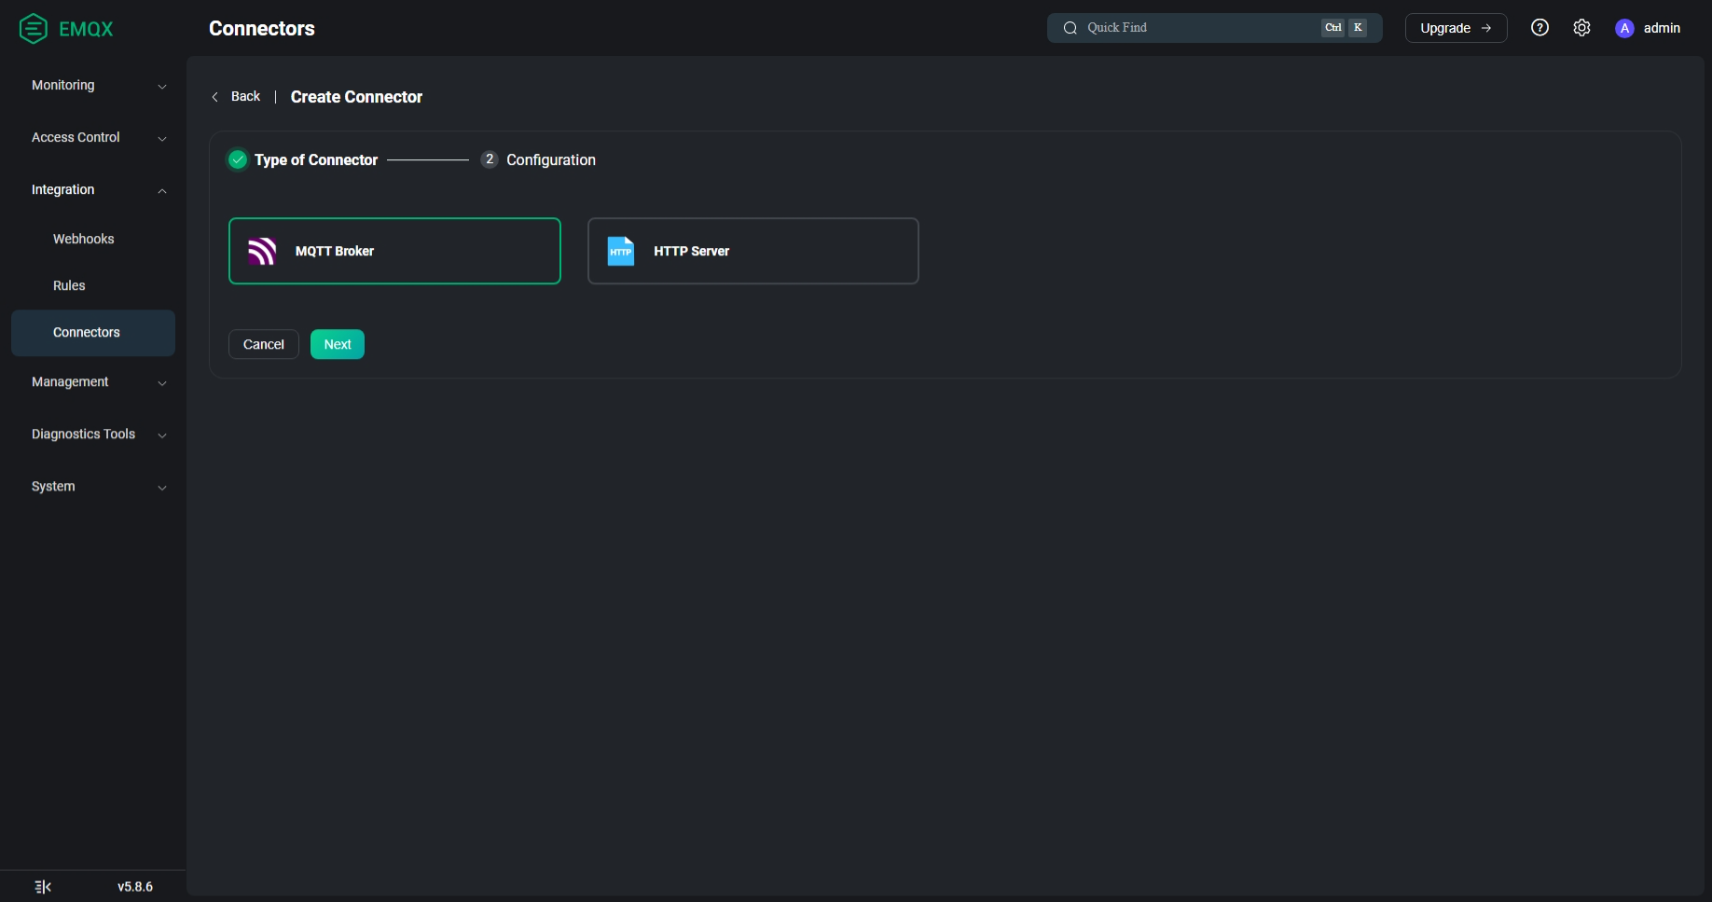 EMQX
Connectors
Quick Find
Ctrl K
Upgrade →
?
A
admin
Monitoring
Access Control
Integration
Webhooks
Rules
Connectors
Management
Diagnostics Tools
System
v5.8.6
Back | Create Connector
Type of Connector
2 Configuration
MQTT Broker
HTTP
HTTP Server
Cancel
Next